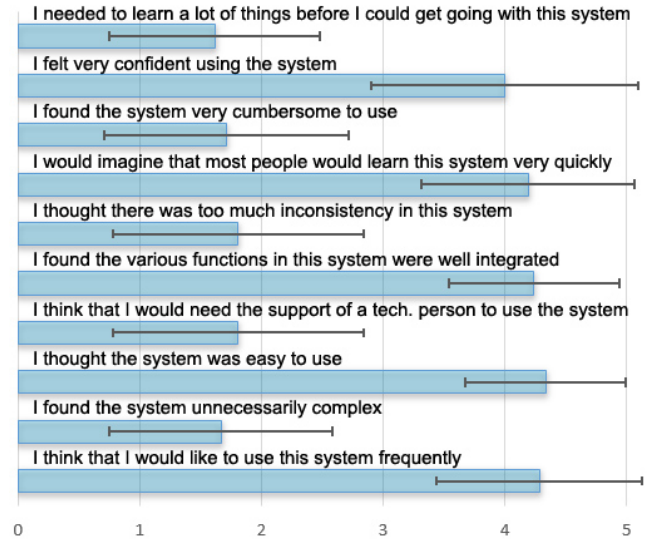 I needed to learn a lot of things before I could get going with this system
I felt very confident using the system
I found the system very cumbersome to use
I would imagine that most people would learn this system very quickly
I thought there was too much inconsistency in this system
I found the various functions in this system were well integrated
I think that I would need the support of a tech. person to use the system
I thought the system was easy to use
I found the system unnecessarily complex
I think that I would like to use this system frequently
0 1 2 3 4 5